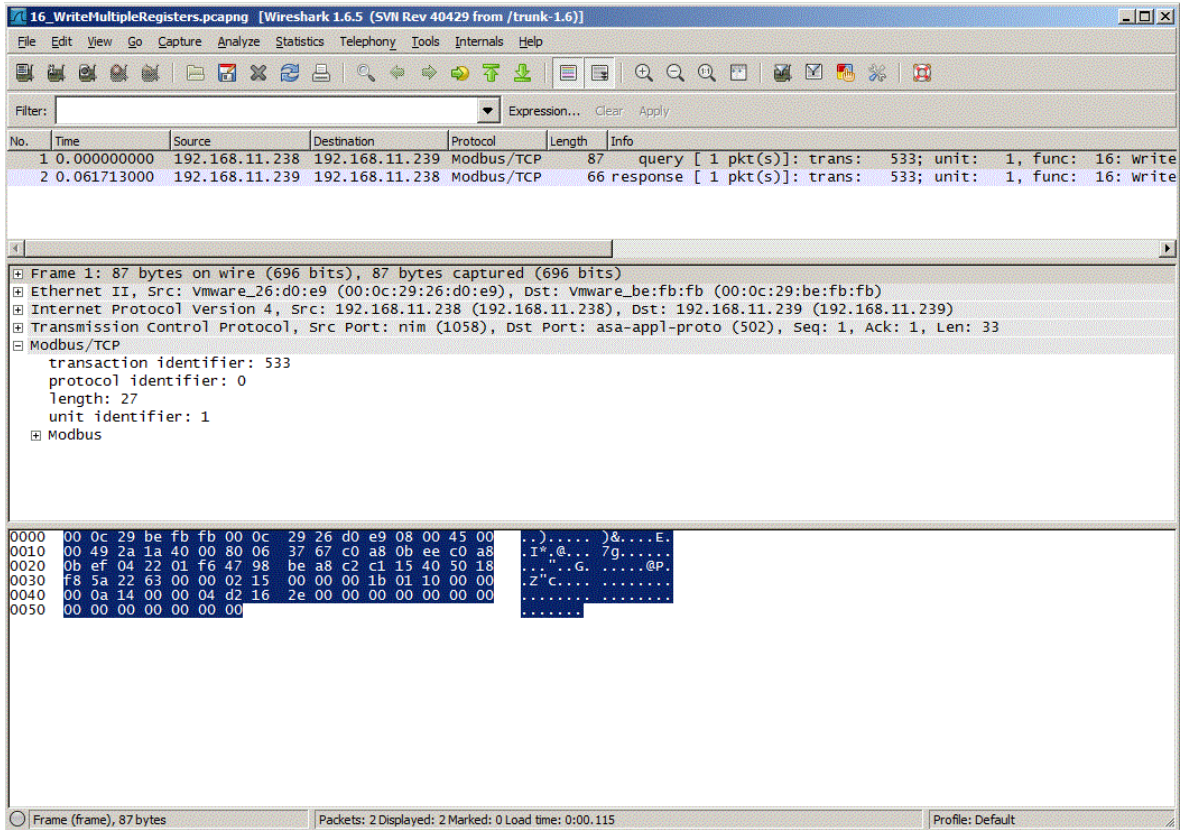 16_WriteMultipleRegisters.pcapng [Wireshark 1.6.5 (SVN Rev 40429 from /trunk-1.6)]
File Edit View Go Capture Analyze Statistics Telephony Tools Internals Help
Filter: Expression... Clear Apply
No. Time Source Destination Protocol Length Info
1 0.000000000 192.168.11.238 192.168.11.239 Modbus/TCP 87 query [ 1 pkt(s)]: trans: 533; unit: 1, func: 16: Write
2 0.061713000 192.168.11.239 192.168.11.238 Modbus/TCP 66 response [ 1 pkt(s)]: trans: 533; unit: 1, func: 16: Write
Frame 1: 87 bytes on wire (696 bits), 87 bytes captured (696 bits)
Ethernet II, Src: Vmware_26:d0:e9 (00:0c:29:26:d0:e9), Dst: Vmware_be:fb:fb (00:0c:29:be:fb:fb)
Internet Protocol Version 4, Src: 192.168.11.238 (192.168.11.238), Dst: 192.168.11.239 (192.168.11.239)
Transmission Control Protocol, Src Port: nim (1058), Dst Port: asa-appl-proto (502), Seq: 1, Ack: 1, Len: 33
Modbus/TCP
transaction identifier: 533
protocol identifier: 0
length: 27
unit identifier: 1
Modbus
0000 00 0c 29 be fb fb 00 0c 29 26 d0 e9 08 00 45 00 ..)..... )&....E.
0010 00 49 2a 1a 40 00 80 06 37 67 c0 a8 0b ee c0 a8 .I*.@... 7g......
0020 0b ef 04 22 01 f6 47 98 be a8 c2 c1 15 40 50 18 ..."..G. .....@P.
0030 f8 5a 22 63 00 00 02 15 00 00 00 1b 01 10 00 00 .Z"c.... ........
0040 00 0a 14 00 00 04 d2 16 2e 00 00 00 00 00 00 00 ........ ........
0050 00 00 00 00 00 00 00 .......
Frame (frame), 87 bytes Packets: 2 Displayed: 2 Marked: 0 Load time: 0:00.115 Profile: Default